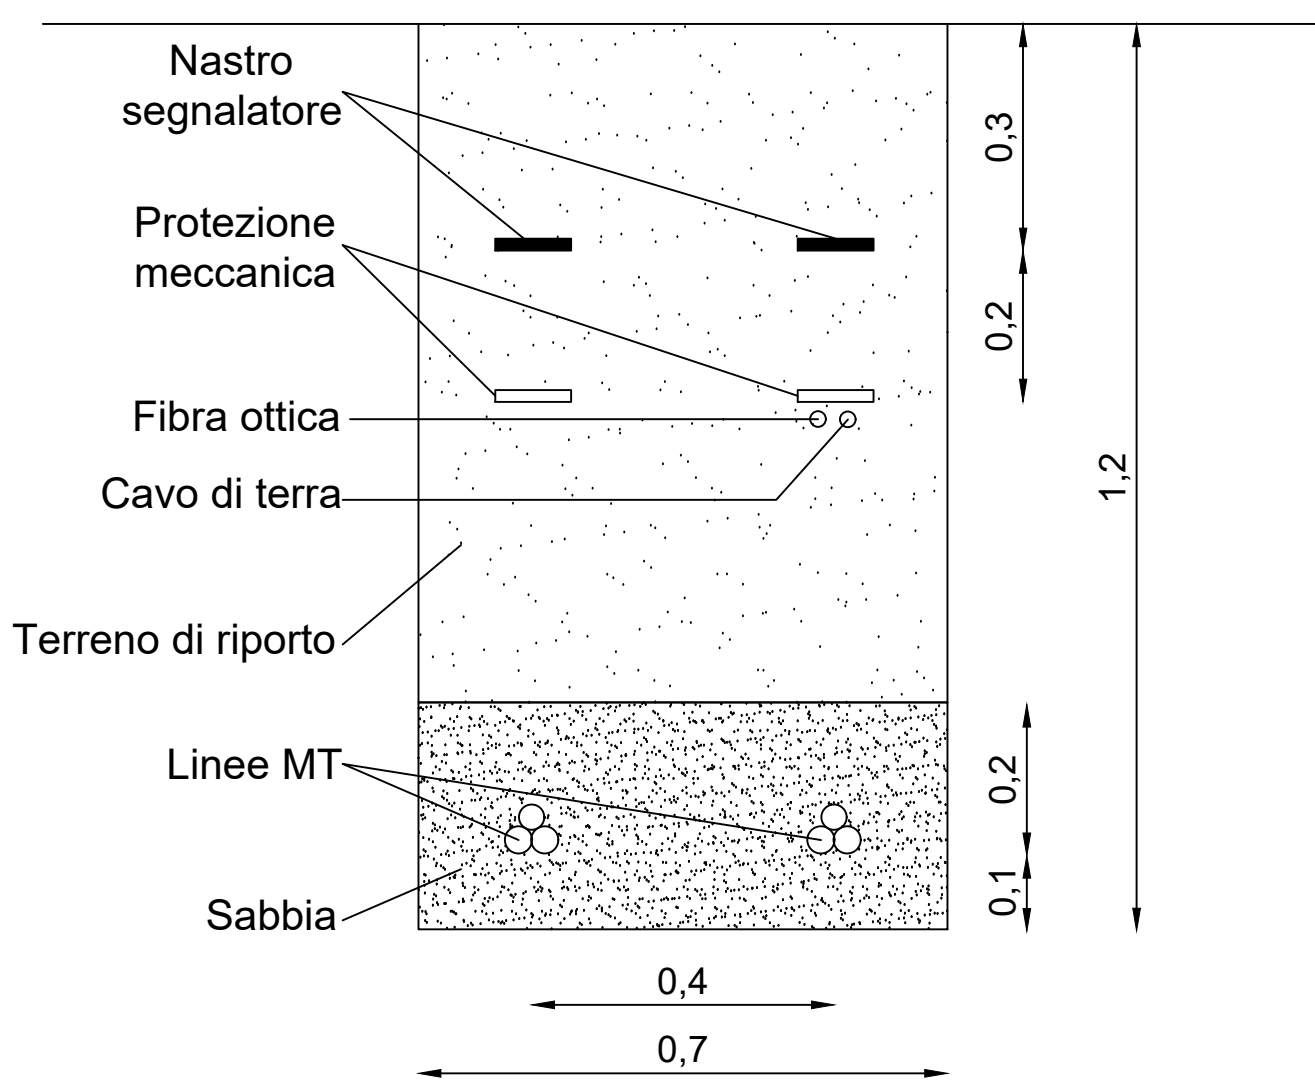 Nastro
segnalatore
0,3
Protezione
meccanica
0,2
Fibra ottica
Cavo di terra
1,2
Terreno di riporto
Linee MT
0,2
Sabbia
0,1
0,4
0,7